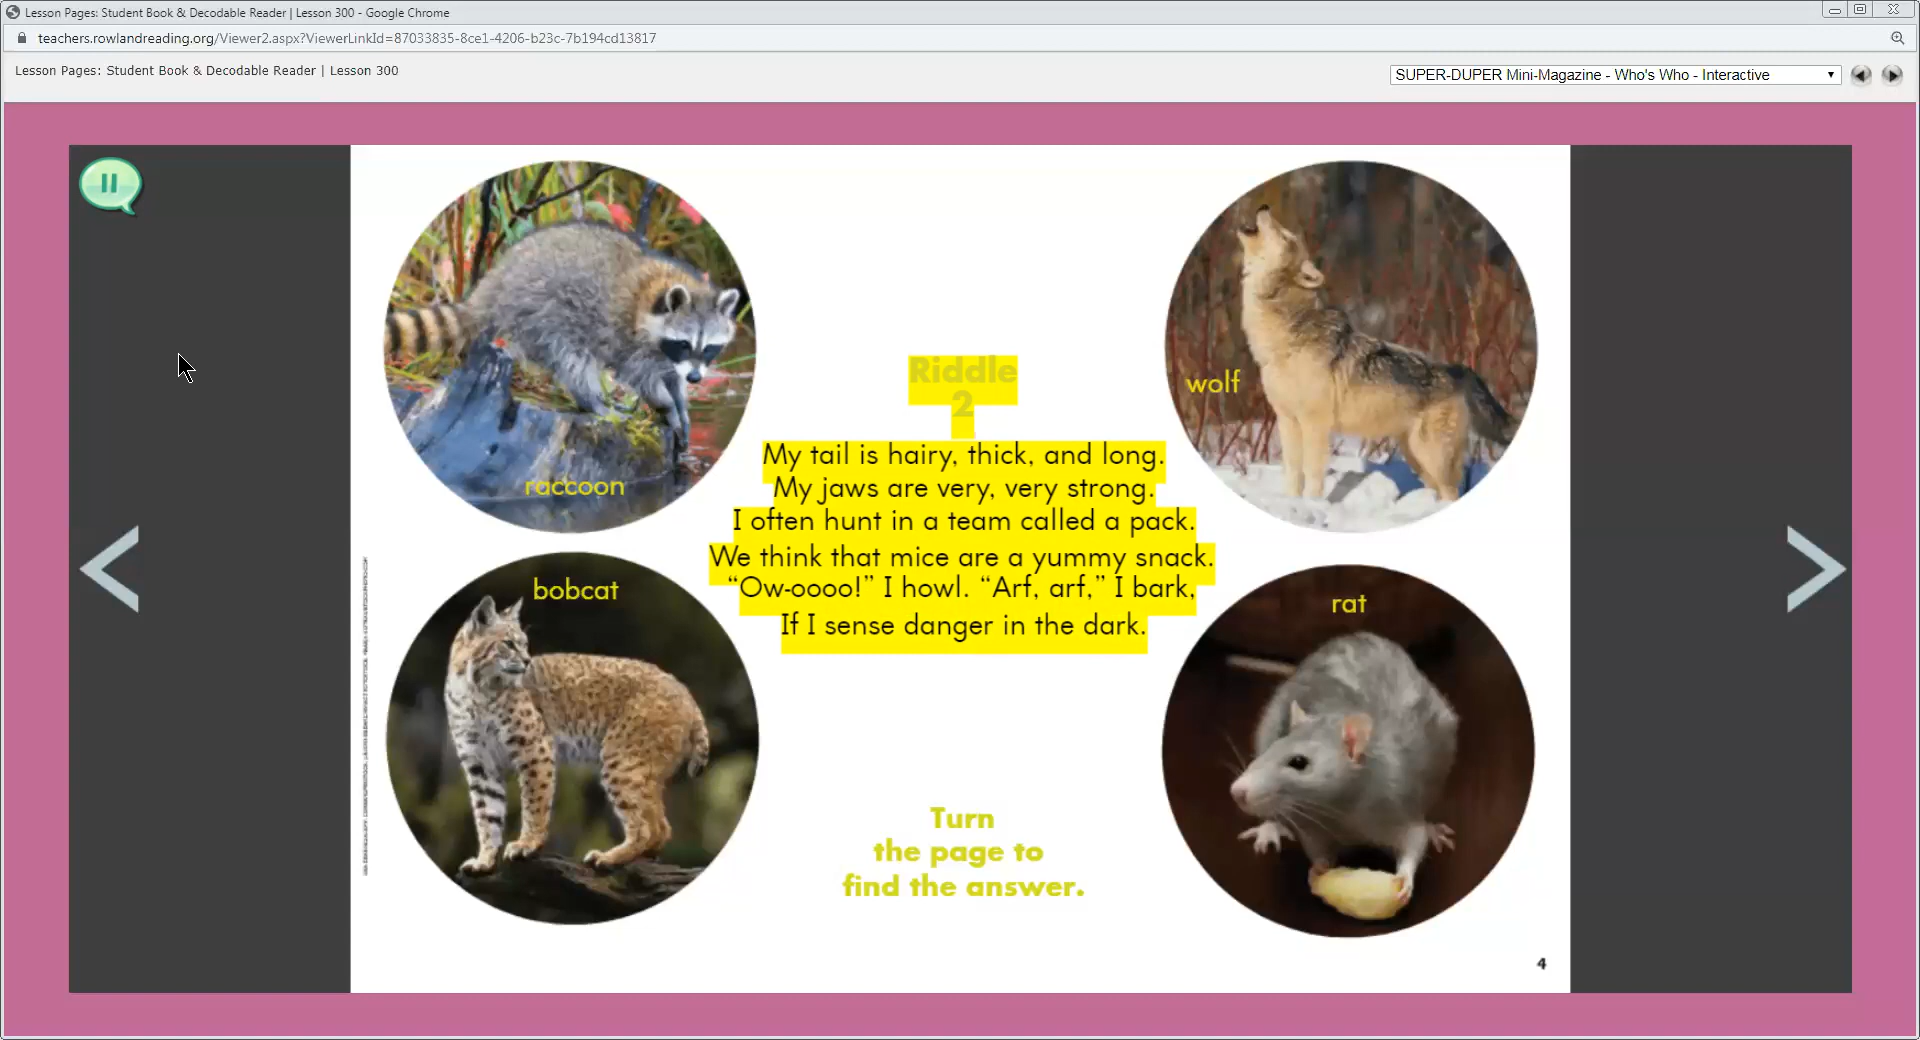 Lesson Pages: Student Book & Decodable Reader | Lesson 300 - Google Chrome
teachers.rowlandreading.org/Viewer2.aspx?ViewerLinkId=87033835-8ce1-4206-b23c-7b194cd13817
Lesson Pages: Student Book & Decodable Reader | Lesson 300
SUPER-DUPER Mini-Magazine - Who's Who - Interactive
raccoon
wolf
Riddle
2
My tail is hairy, thick, and long.
My jaws are very, very strong.
I often hunt in a team called a pack.
We think that mice are a yummy snack.
“Ow-oooo!” I howl. “Arf, arf,” I bark,
If I sense danger in the dark.
bobcat
rat
Turn
the page to
find the answer.
4